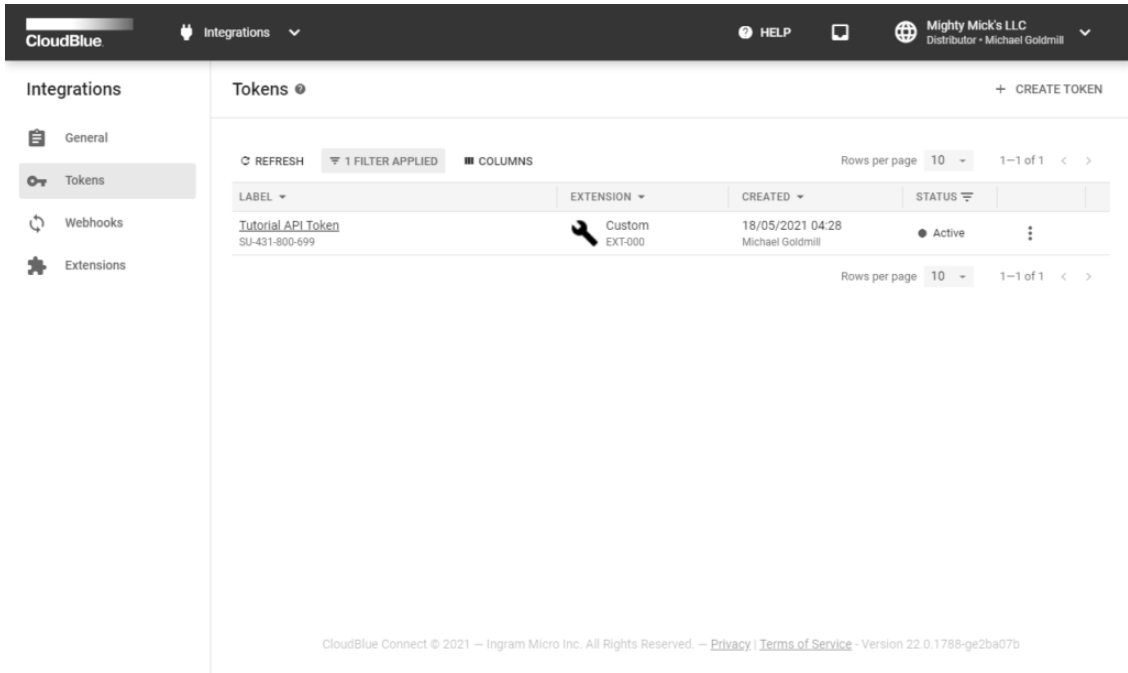 CloudBlue. Integrations HELP Mighty Mick's LLC
Distributor • Michael Goldmill
Integrations
General
Tokens
Webhooks
Extensions
Tokens + CREATE TOKEN
REFRESH 1 FILTER APPLIED COLUMNS Rows per page 10 1–1 of 1 < >
LABEL EXTENSION CREATED STATUS
Tutorial API Token Custom 18/05/2021 04:28 Active
SU-431-800-699 EXT-000 Michael Goldmill
Rows per page 10 1–1 of 1 < >
CloudBlue Connect © 2021 — Ingram Micro Inc. All Rights Reserved. — Privacy | Terms of Service - Version 22.0.1788-ge2ba07b